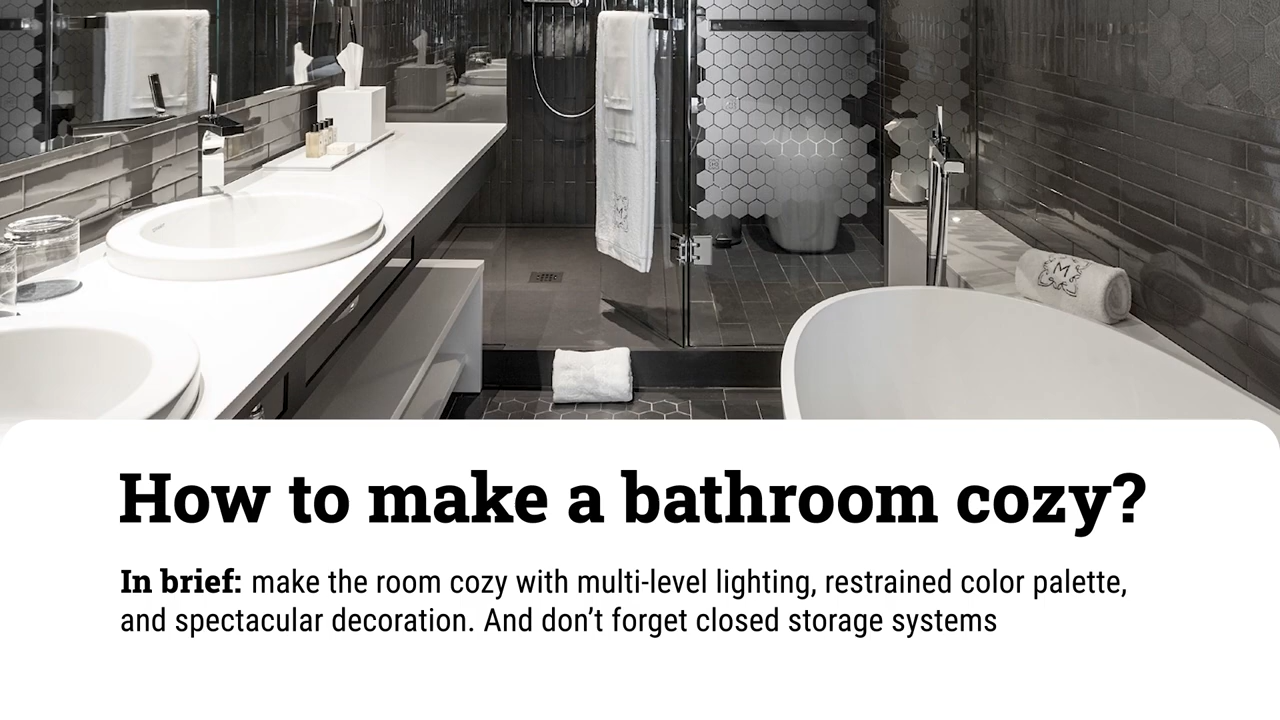 M
M
How to make a bathroom cozy?
In brief: make the room cozy with multi-level lighting, restrained color palette,
and spectacular decoration. And don’t forget closed storage systems